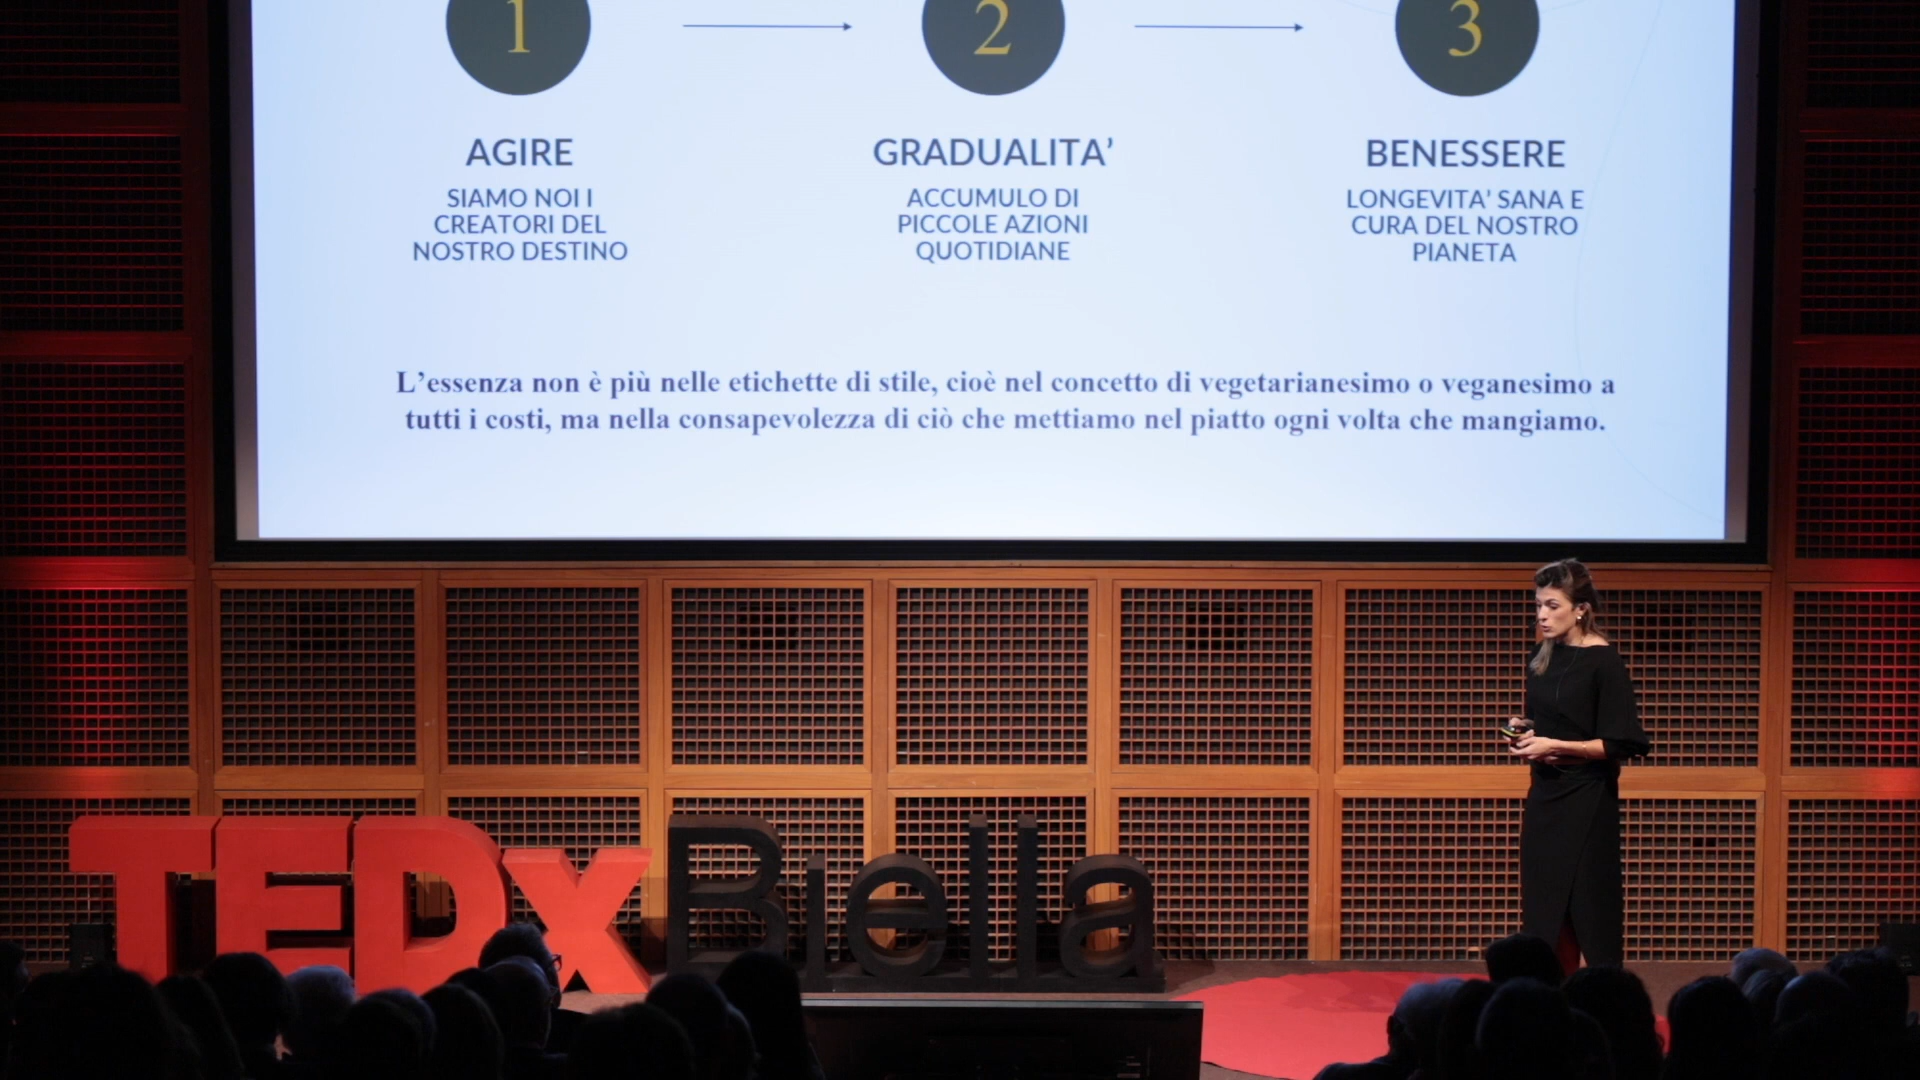 1
2
3
AGIRE
SIAMO NOI I
CREATORI DEL
NOSTRO DESTINO
GRADUALITA’
ACCUMULO DI
PICCOLE AZIONI
QUOTIDIANE
BENESSERE
LONGEVITA’ SANA E
CURA DEL NOSTRO
PIANETA
L’essenza non è più nelle etichette di stile, cioè nel concetto di vegetarianesimo o veganesimo a
tutti i costi, ma nella consapevolezza di ciò che mettiamo nel piatto ogni volta che mangiamo.
TEDxBiella